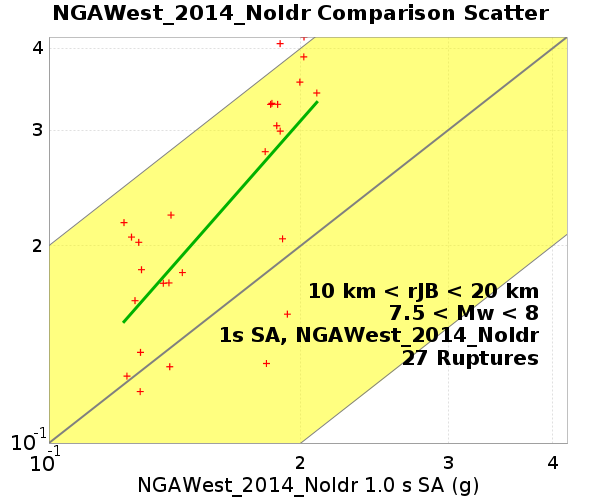 NGAWest_2014_NoIdr Comparison Scatter
4
3
2
10-1
10 km < rJB < 20 km
7.5 < Mw < 8
1s SA, NGAWest_2014_NoIdr
27 Ruptures
10-1 2 3 4
NGAWest_2014_NoIdr 1.0 s SA (g)